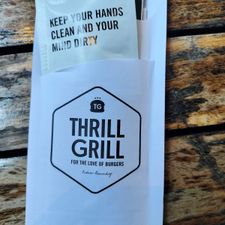 KEEP YOUR HANDS
CLEAN AND YOUR
MIND DIRTY
TG
THRILL
GRILL
FOR THE LOVE OF BURGERS